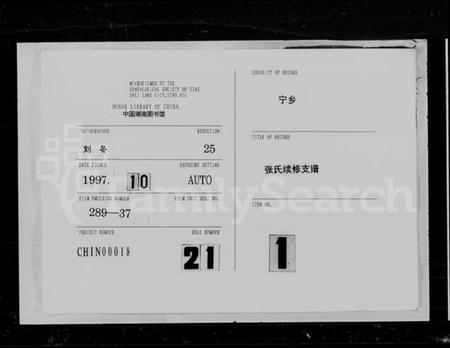 MICROFILMED BY THE
GENEALOGICAL SOCIETY OF UTAH
SALT LAKE CITY, UTAH
HUNAN LIBRARY OF CHINA
中国湖南图书馆
PHOTOGRAPHER REDUCTION
刘 冬 25
DATE FILMED EXPOSURE SETTING
1997. 10 AUTO
FILM EMULSION NUMBER FILM UNIT SER. NO.
289—37
PROJECT NUMBER ROLL NUMBER
CHIN00018 21
LOCALITY OF RECORD
宁乡
TITLE OF RECORD
张氏续修支谱
ITEM NO.
1
FamilySearch